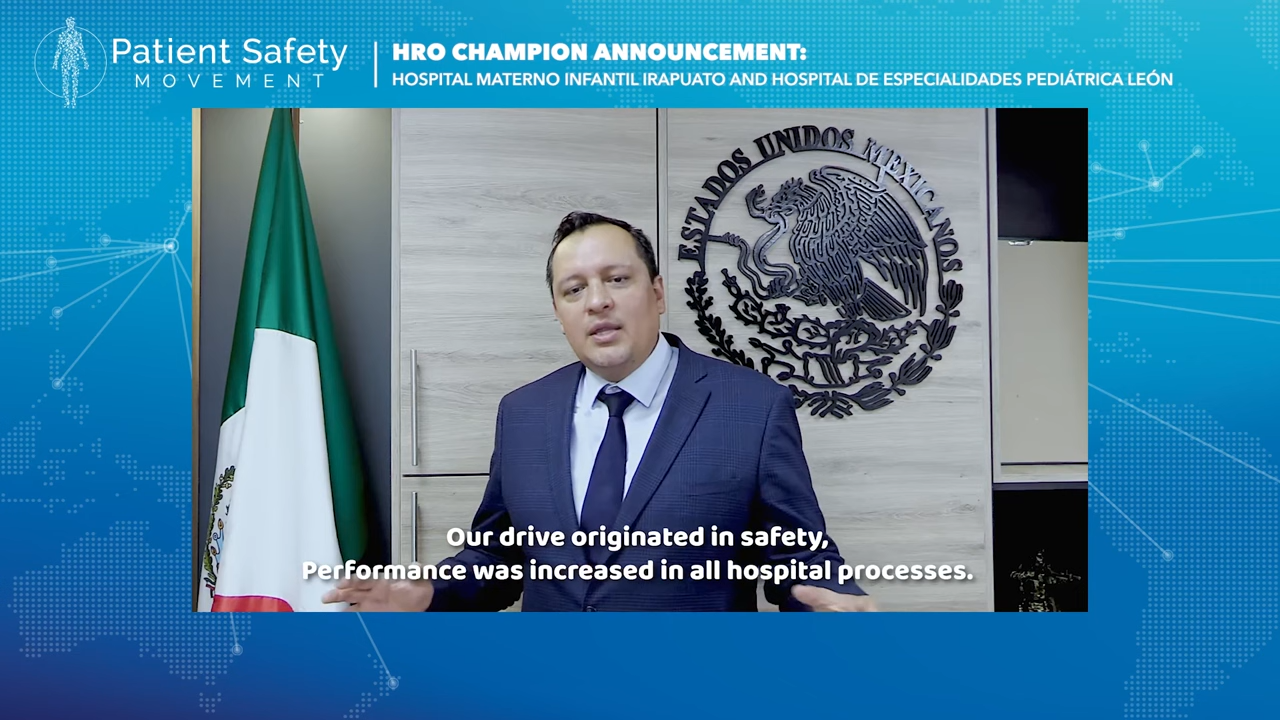 Patient Safety
MOVEMENT
HRO CHAMPION ANNOUNCEMENT:
HOSPITAL MATERNO INFANTIL IRAPUATO AND HOSPITAL DE ESPECIALIDADES PEDIÁTRICA LEÓN
ESTADOS UNIDOS MEXICANOS
Our drive originated in safety,
Performance was increased in all hospital processes.